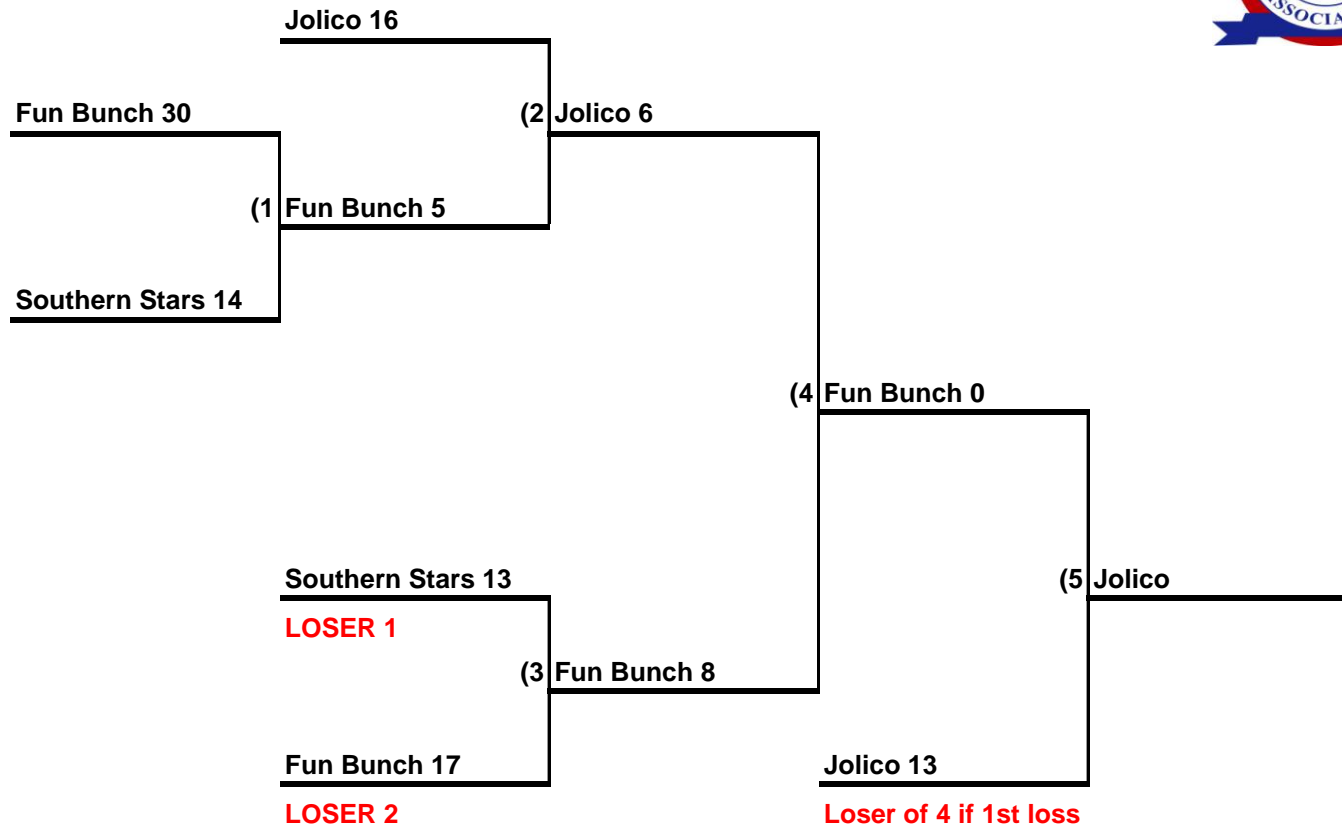 Jolico 16
Fun Bunch 30
(2 Jolico 6
(1 Fun Bunch 5
Southern Stars 14
(4 Fun Bunch 0
Southern Stars 13
(5 Jolico
LOSER 1
(3 Fun Bunch 8
Fun Bunch 17
Jolico 13
LOSER 2
Loser of 4 if 1st loss